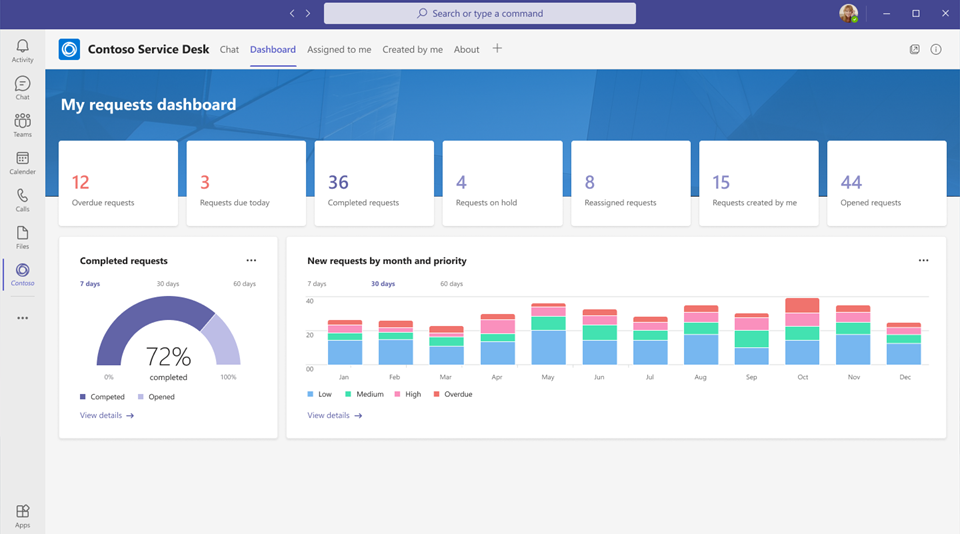 Search or type a command
Activity
Chat
Teams
Calender
Calls
Files
Contoso
Apps
Contoso Service Desk Chat Dashboard Assigned to me Created by me About
My requests dashboard
12
Overdue requests
3
Requests due today
36
Completed requests
4
Requests on hold
8
Reassigned requests
15
Requests created by me
44
Opened requests
Completed requests
7 days 30 days 60 days
72%
completed
0% 100%
Competed Opened
View details
New requests by month and priority
7 days 30 days 60 days
40
20
00
Jan Feb Mar Apr May Jun Jul Aug Sep Oct Nov Dec
Low Medium High Overdue
View details